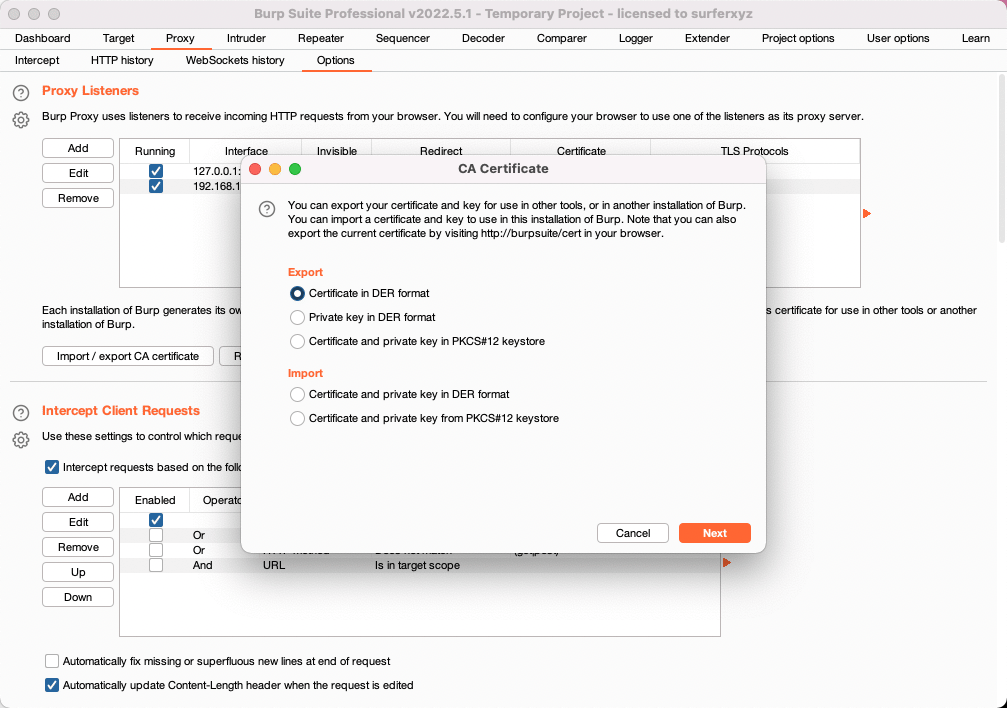 Burp Suite Professional v2022.5.1 - Temporary Project - licensed to surferxyz
Dashboard Target Proxy Intruder Repeater Sequencer Decoder Comparer Logger Extender Project options User options Learn
Intercept HTTP history WebSockets history Options
Proxy Listeners
Burp Proxy uses listeners to receive incoming HTTP requests from your browser. You will need to configure your browser to use one of the listeners as its proxy server.
Add
Edit
Remove
Running Interface Invisible Redirect Certificate TLS Protocols
127.0.0.1:
192.168.1
CA Certificate
You can export your certificate and key for use in other tools, or in another installation of Burp.
You can import a certificate and key to use in this installation of Burp. Note that you can also
export the current certificate by visiting http://burpsuite/cert in your browser.
Export
Certificate in DER format
Private key in DER format
Certificate and private key in PKCS#12 keystore
Import
Certificate and private key in DER format
Certificate and private key from PKCS#12 keystore
Cancel Next
Each installation of Burp generates its ow s certificate for use in other tools or another
installation of Burp.
Import / export CA certificate R
Intercept Client Requests
Use these settings to control which reque
Intercept requests based on the follo
Add
Edit
Remove
Up
Down
Enabled Operato
Or
Or
And URL Is in target scope
Automatically fix missing or superfluous new lines at end of request
Automatically update Content-Length header when the request is edited